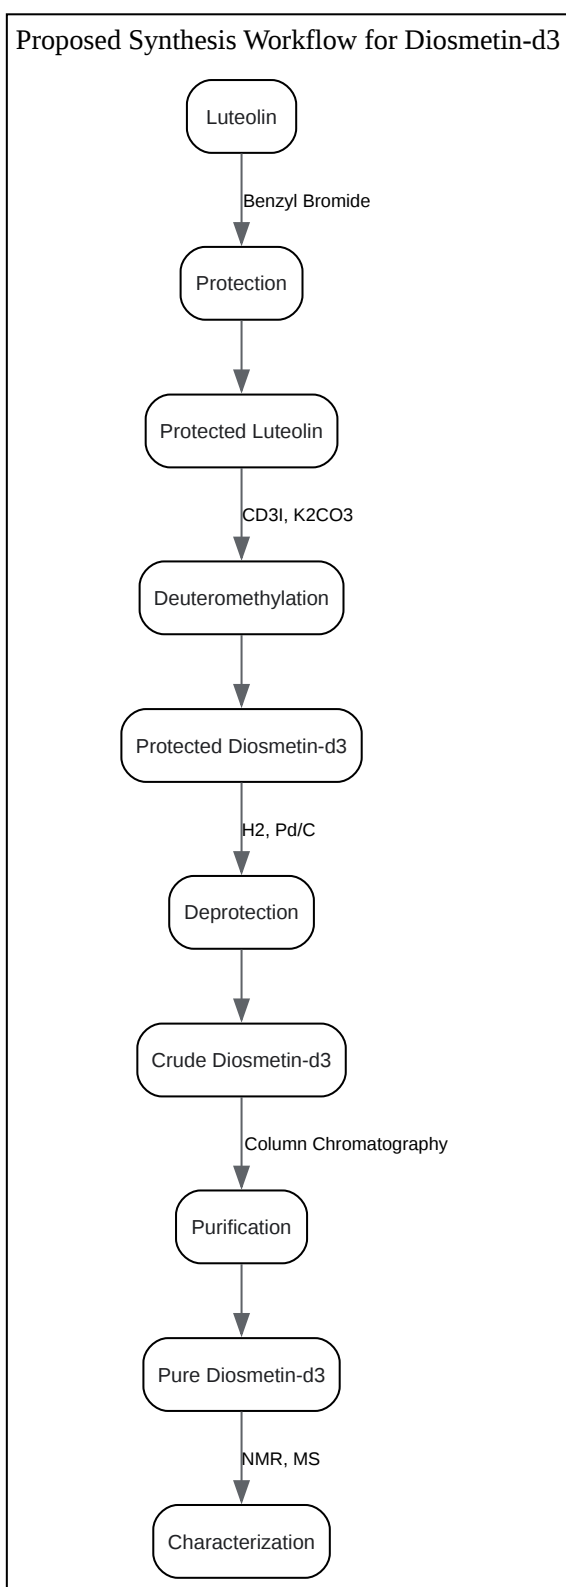 Proposed Synthesis Workflow for Diosmetin-d3
Luteolin
Benzyl Bromide
Protection
Protected Luteolin
CD3I, K2CO3
Deuteromethylation
Protected Diosmetin-d3
H2, Pd/C
Deprotection
Crude Diosmetin-d3
Column Chromatography
Purification
Pure Diosmetin-d3
NMR, MS
Characterization